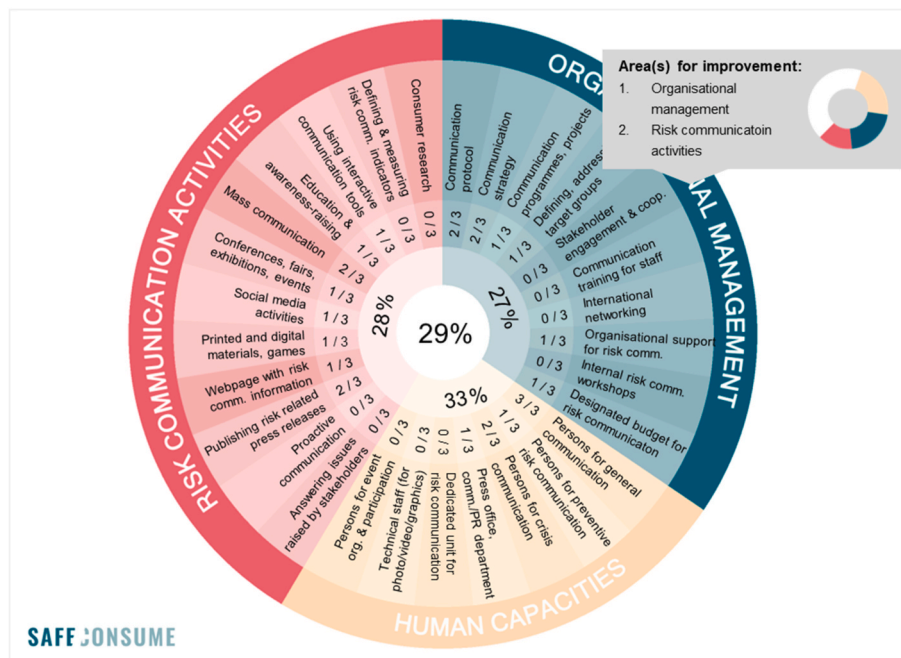 RISK COMMUNICATION ACTIVITIES
28%
Consumer research
0 / 3
Defining & measuring
risk comm. indicators
0 / 3
Using interactive
communication tools
1 / 3
Education &
awareness-raising
1 / 3
Mass communication
2 / 3
Conferences, fairs,
exhibitions, events
1 / 3
Social media
activities
1 / 3
Printed and digital
materials, games
1 / 3
Webpage with risk
comm. information
1 / 3
Publishing risk related
press releases
2 / 3
Proactive
communication
0 / 3
Answering issues
raised by stakeholders
0 / 3
29%
NAL MANAGEMENT
27%
Communication
protocol
2 / 3
Communication
strategy
2 / 3
Communication
programmes, projects
1 / 3
Defining, address
target groups
1 / 3
Stakeholder
engagement & coop.
0 / 3
Communication
training for staff
0 / 3
International
networking
0 / 3
Organisational support
for risk comm.
1 / 3
Internal risk comm.
workshops
0 / 3
Designated budget for
risk communicaton
1 / 3
HUMAN CAPACITIES
33%
Persons for general
communication
3 / 3
Persons for preventive
risk communication
1 / 3
Persons for crisis
communication
2 / 3
Press office,
comm./PR department
1 / 3
Dedicated unit for
risk communication
0 / 3
Technical staff (for
photo/video/graphics)
0 / 3
Persons for event
org. & participation
0 / 3
Area(s) for improvement:
1. Organisational
management
2. Risk communicatoin
activities
SAFE CONSUME